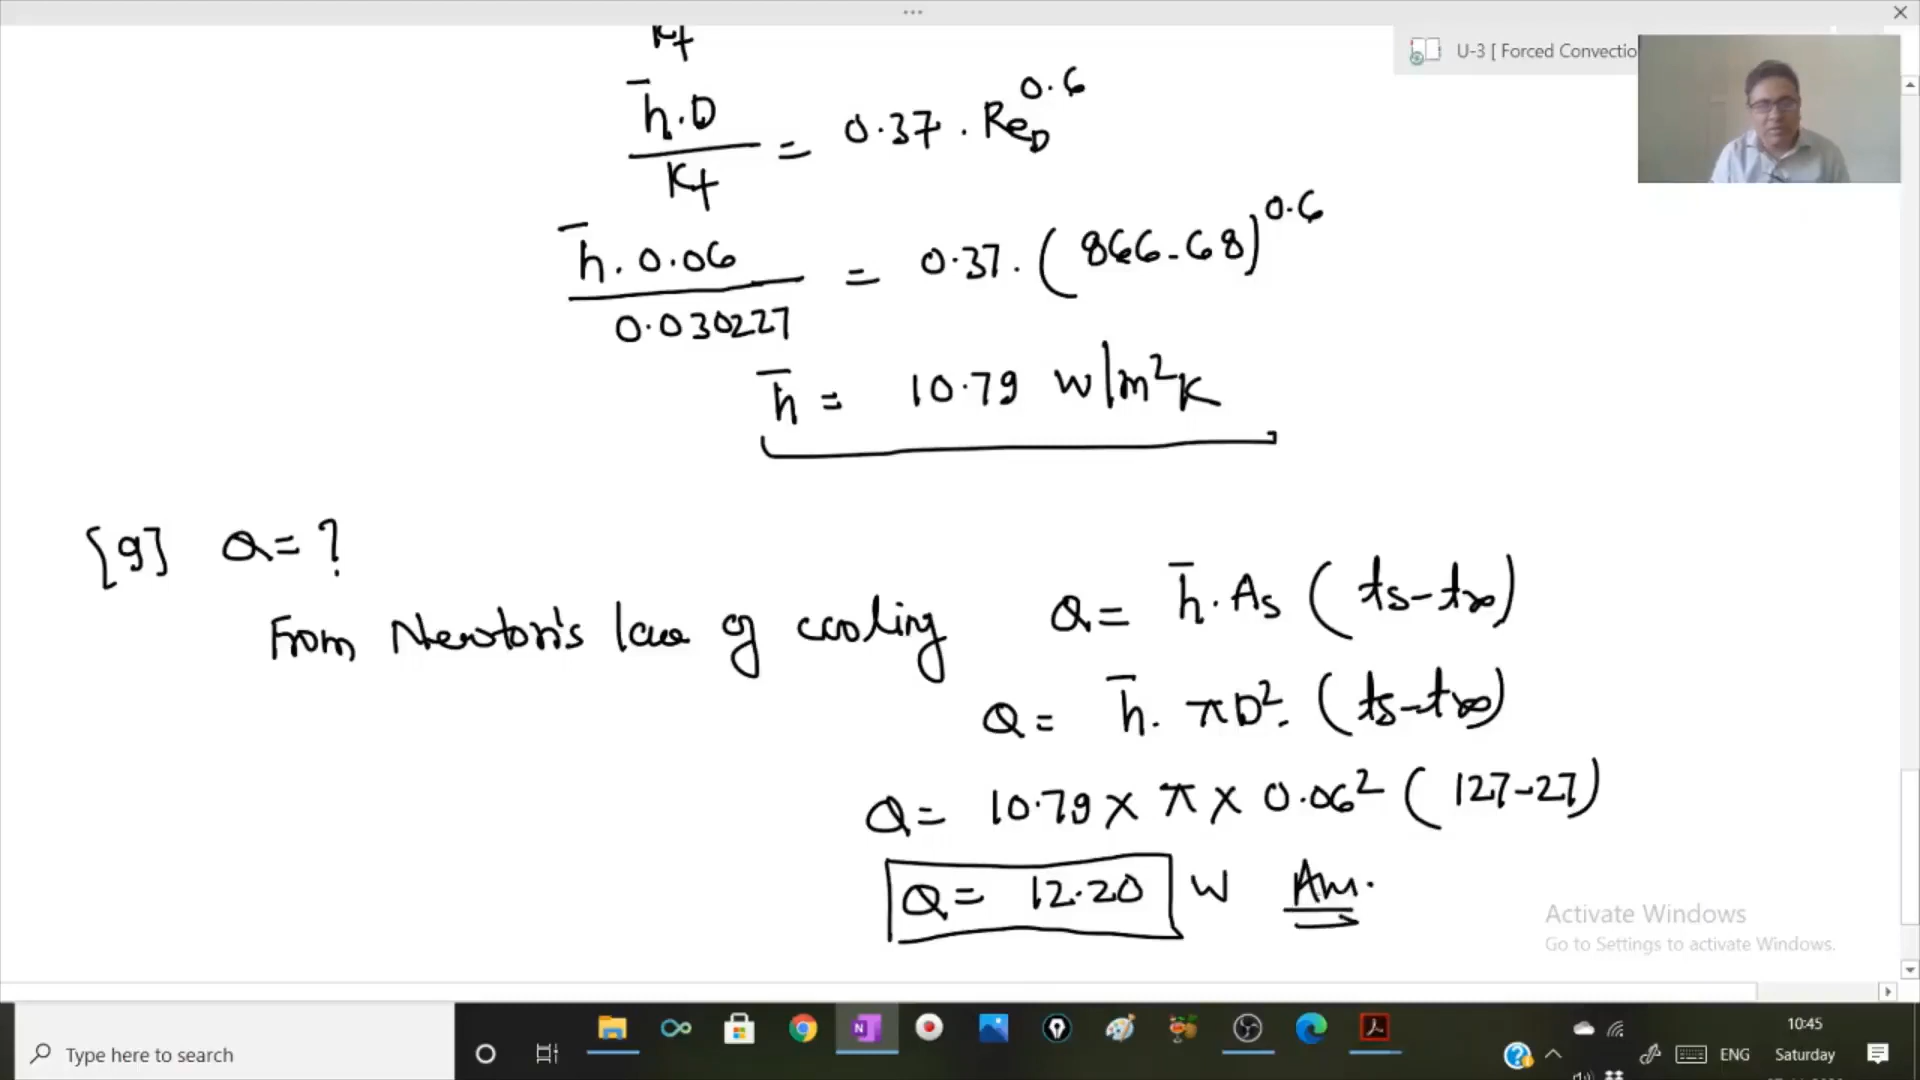 ...
U-3 [ Forced Convectio
Kf
h̅.D / Kf = 0.37 . Re_D^0.6
h̅. 0.06 / 0.030227 = 0.37. ( 866.68)^0.6
h̅ = 10.79 W/m²K
[9] Q = ?
From Newton's law of cooling Q = h̅. As ( ts - t∞ )
Q = h̅. πD². ( ts - t∞ )
Q = 10.79 x π x 0.06² ( 127-27)
Q = 12.20 W Ans.
Activate Windows
Go to Settings to activate Windows.
Type here to search
10:45
ENG Saturday